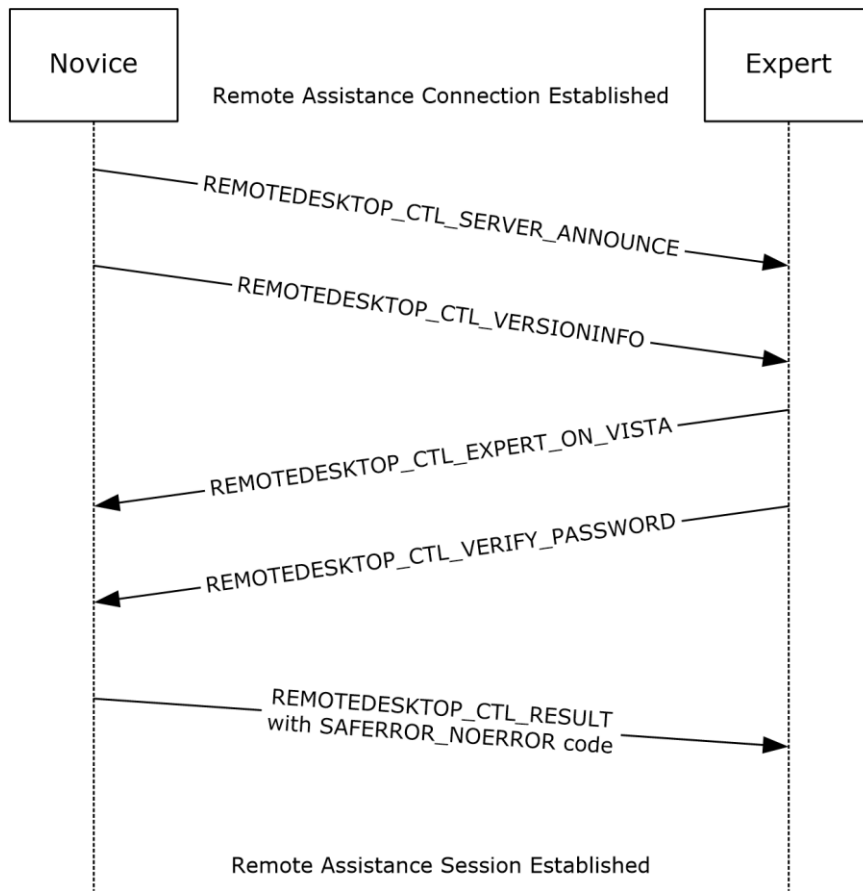 Novice
Expert
Remote Assistance Connection Established
REMOTEDESKTOP_CTL_SERVER_ANNOUNCE
REMOTEDESKTOP_CTL_VERSIONINFO
REMOTEDESKTOP_CTL_EXPERT_ON_VISTA
REMOTEDESKTOP_CTL_VERIFY_PASSWORD
REMOTEDESKTOP_CTL_RESULT
with SAFERROR_NOERROR code
Remote Assistance Session Established